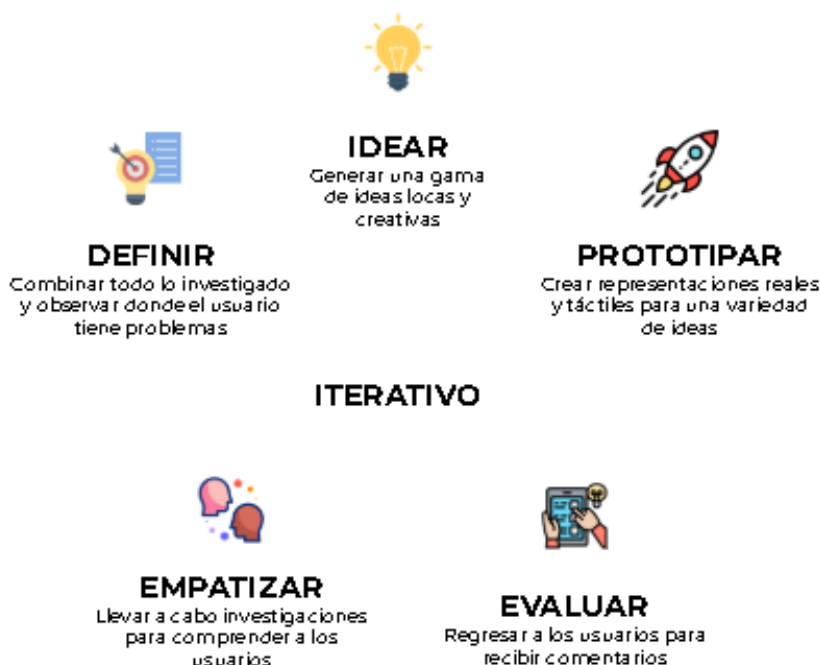 IDEAR
Generar una gama
de ideas locas y
creativas
DEFINIR
Combinar todo lo investigado
y observar donde el usuario
tiene problemas
PROTOTIPAR
Crear representaciones reales
y táctiles para una variedad
de ideas
ITERATIVO
EMPATIZAR
Llevar a cabo investigaciones
para comprender a los
usuarios
EVALUAR
Regresar a los usuarios para
recibir comentarios